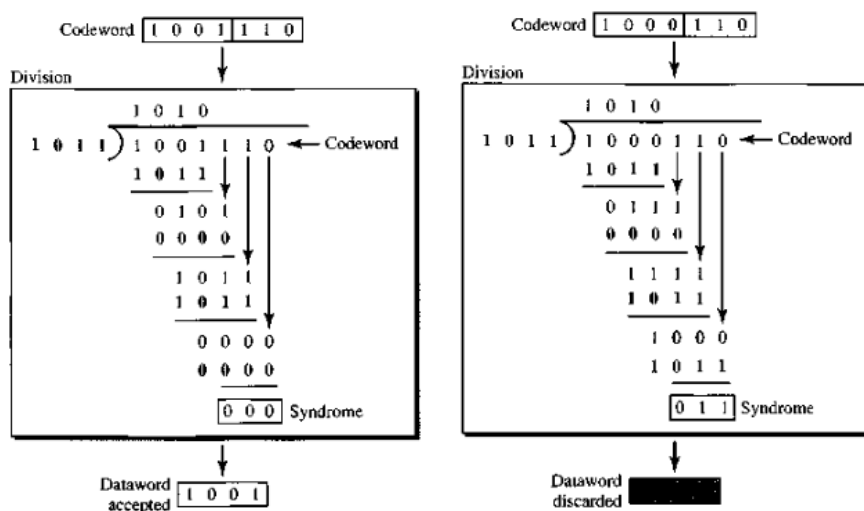 Codeword 1 0 0 1 1 1 0
Division
1 0 1 0
1 0 1 1 1 0 0 1 1 1 0 Codeword
1 0 1 1
0 1 0 1
0 0 0 0
1 0 1 1
1 0 1 1
0 0 0 0
0 0 0 0
0 0 0 Syndrome
Dataword
accepted 1 0 0 1
Codeword 1 0 0 0 1 1 0
Division
1 0 1 0
1 0 1 1 1 0 0 0 1 1 0 Codeword
1 0 1 1
0 1 1 1
0 0 0 0
1 1 1 1
1 0 1 1
1 0 0 0
1 0 1 1
0 1 1 Syndrome
Dataword
discarded